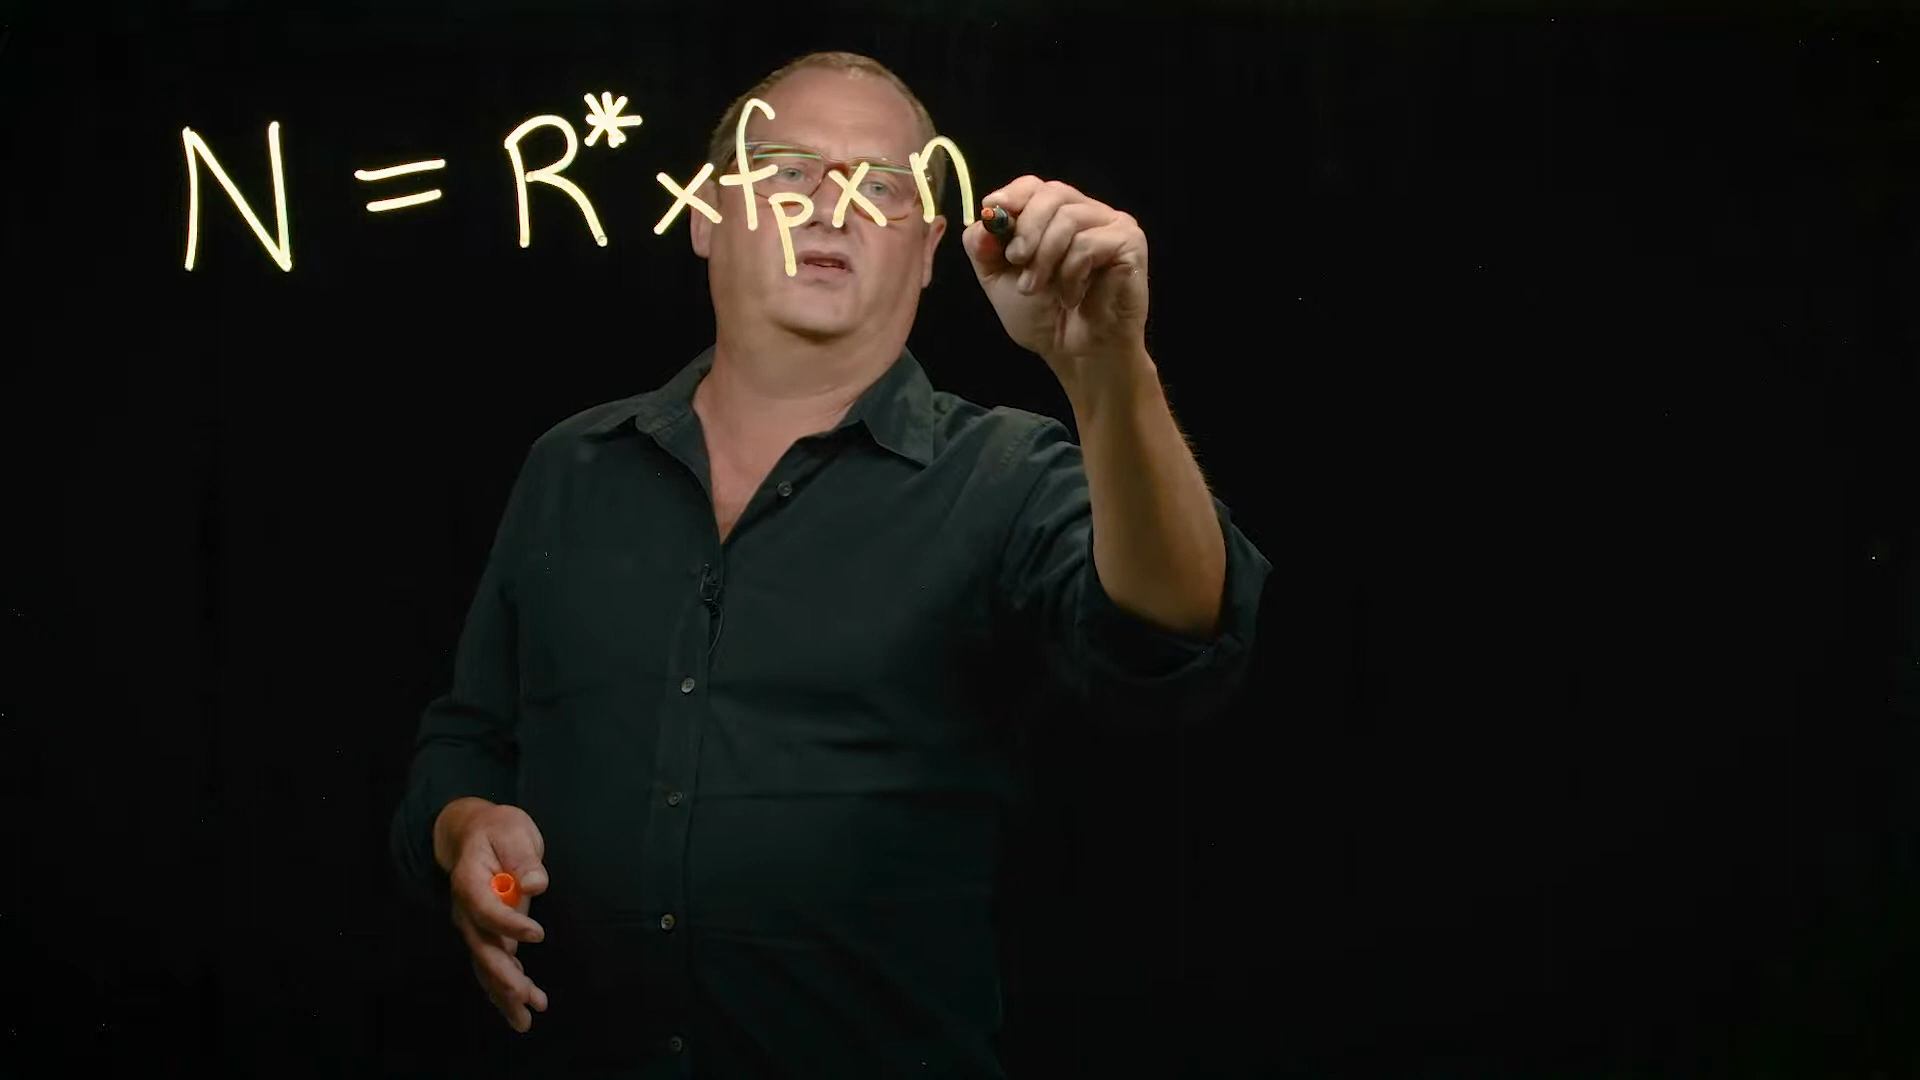 N = R* x fp x n